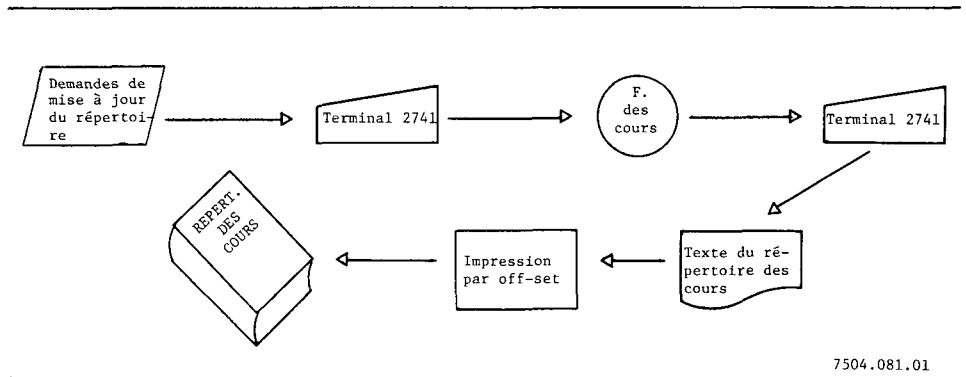 Demandes de
mise à jour
du répertoi-
re
Terminal 2741
F.
des
cours
Terminal 2741
Texte du ré-
pertoire des
cours
Impression
par off-set
REPERT.
DES
COURS
7504.081.01